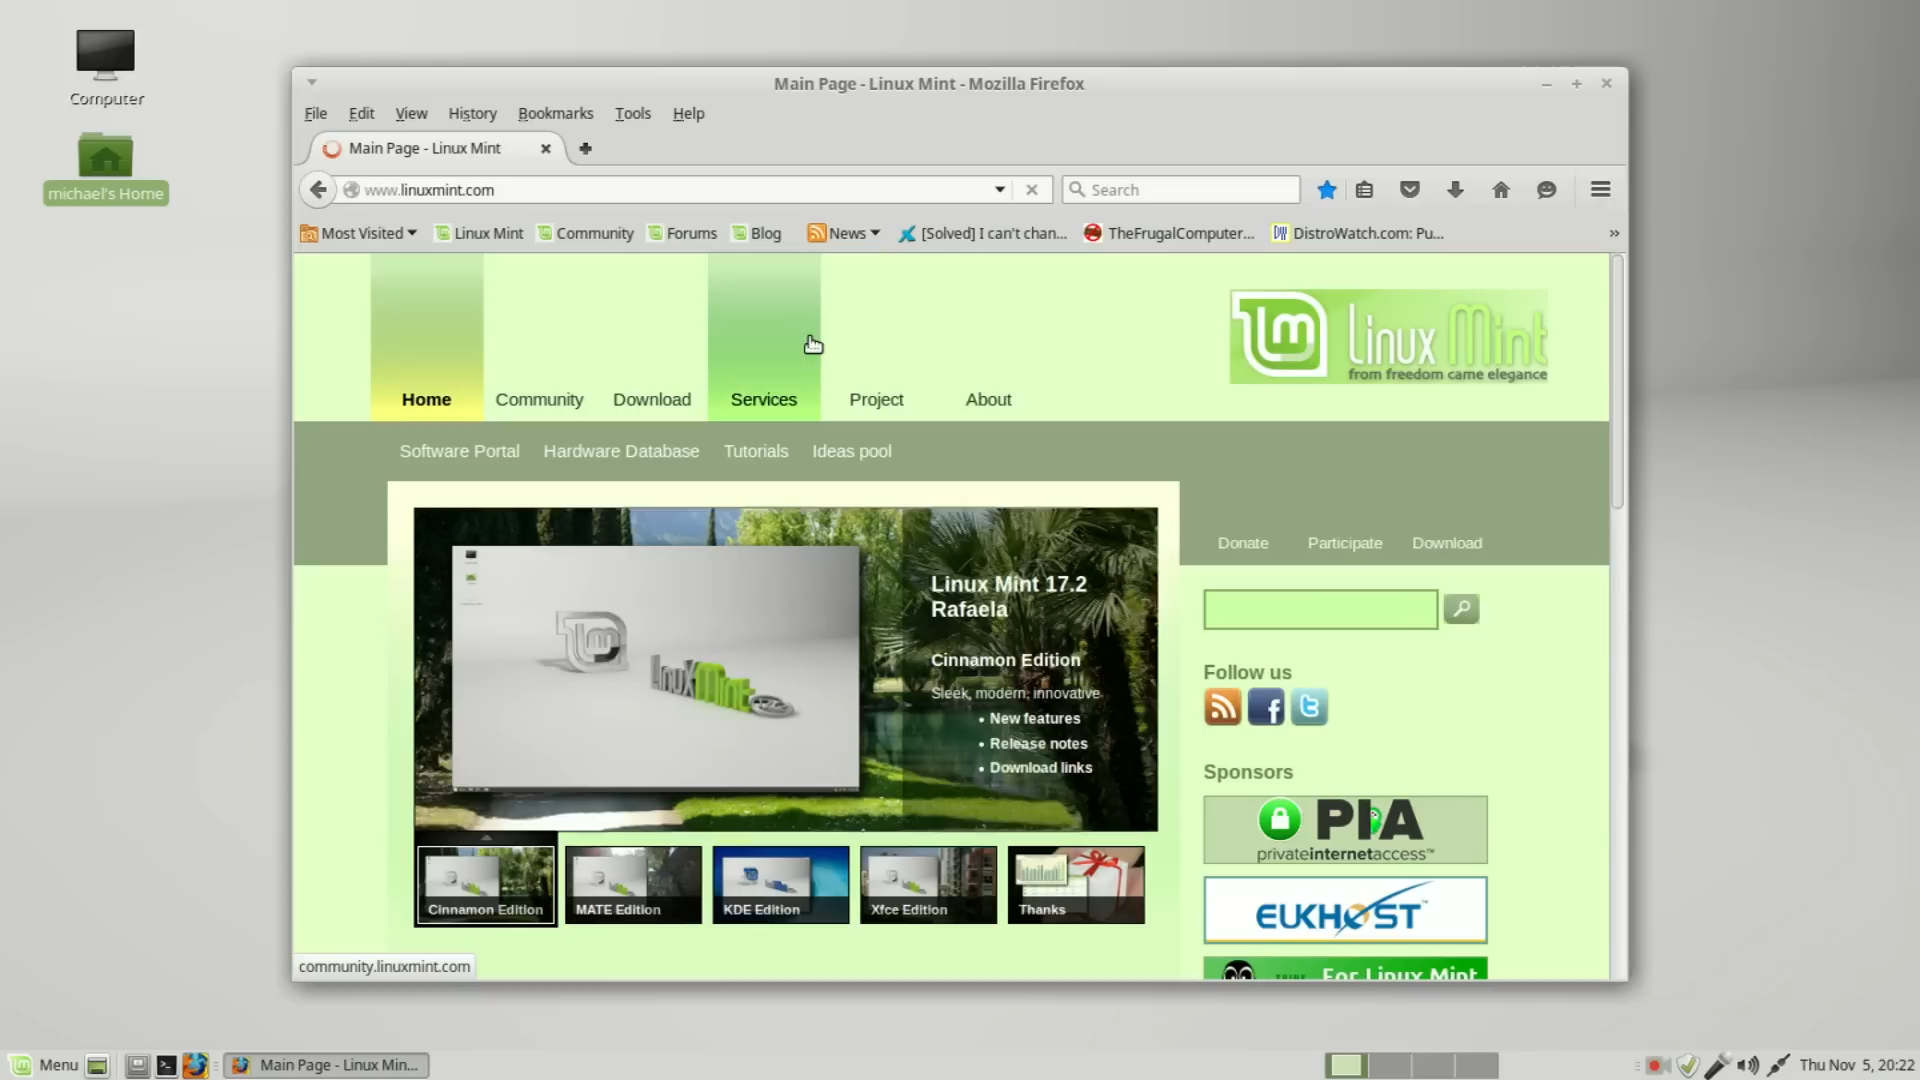 Computer
michael's Home
Main Page - Linux Mint - Mozilla Firefox
File Edit View History Bookmarks Tools Help
Main Page - Linux Mint
www.linuxmint.com
Search
Most Visited Linux Mint Community Forums Blog News [Solved] I can't chan... TheFrugalComputer... DistroWatch.com: Pu... »
Linux Mint
from freedom came elegance
Home Community Download Services Project About
Software Portal Hardware Database Tutorials Ideas pool
Donate Participate Download
Linux Mint 17.2
Rafaela
Cinnamon Edition
Sleek, modern, innovative
• New features
• Release notes
• Download links
LinuxMint
Cinnamon Edition MATE Edition KDE Edition Xfce Edition Thanks
Follow us
Sponsors
PIA
privateinternetaccess™
EUKHOST™
For Linux Mint
community.linuxmint.com
Menu
Main Page - Linux Min...
Thu Nov 5, 20:22